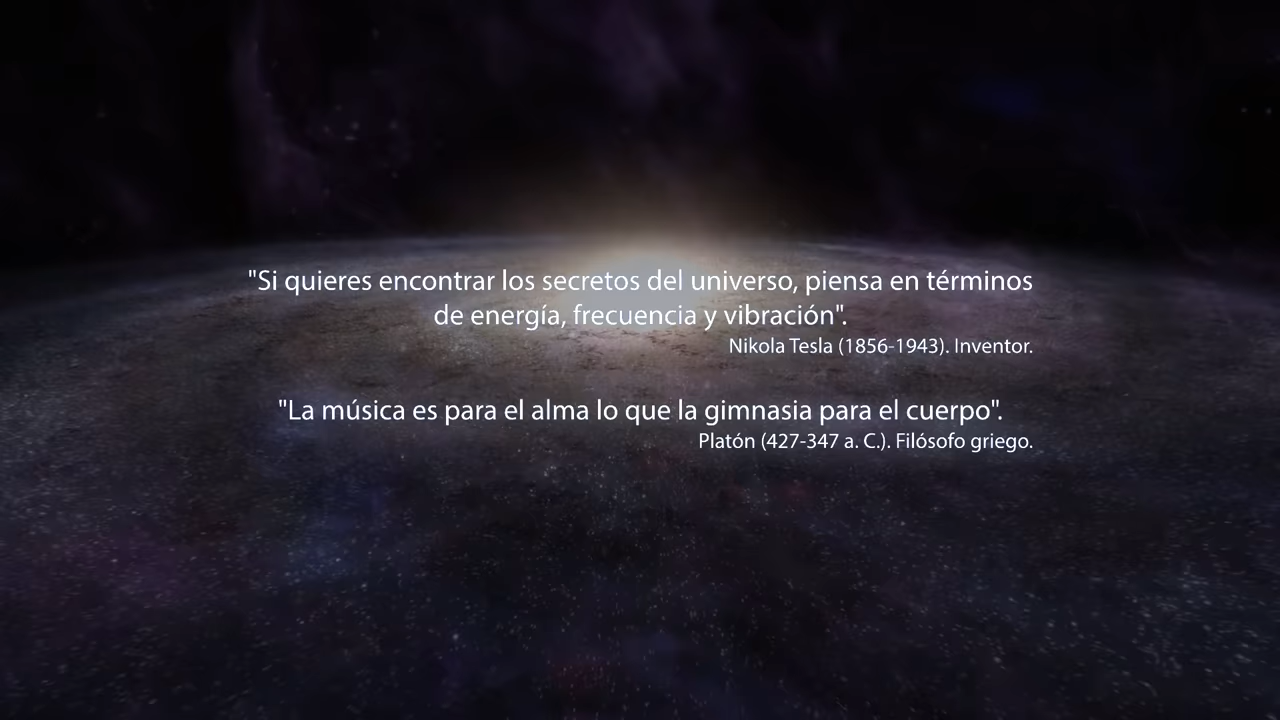 "Si quieres encontrar los secretos del universo, piensa en términos
de energía, frecuencia y vibración".
Nikola Tesla (1856-1943). Inventor.
"La música es para el alma lo que la gimnasia para el cuerpo".
Platón (427-347 a. C.). Filósofo griego.